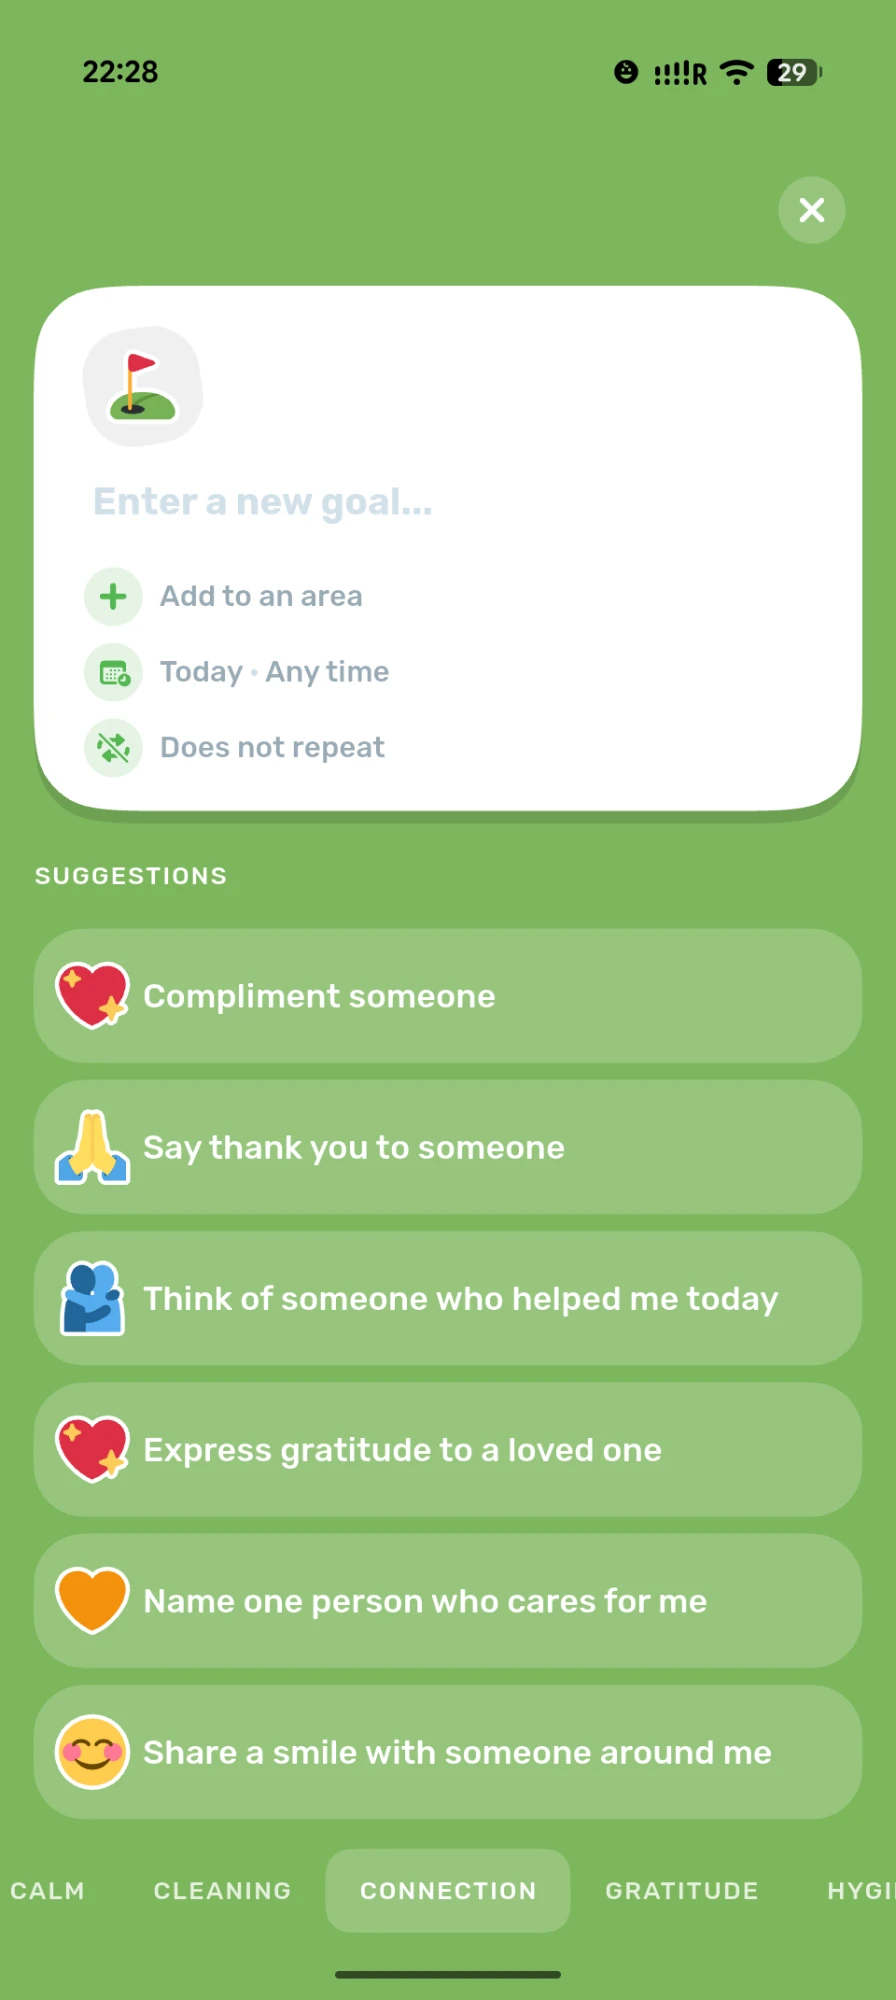 22:28
R
29
Enter a new goal...
Add to an area
Today • Any time
Does not repeat
SUGGESTIONS
Compliment someone
Say thank you to someone
Think of someone who helped me today
Express gratitude to a loved one
Name one person who cares for me
Share a smile with someone around me
CALM CLEANING CONNECTION GRATITUDE